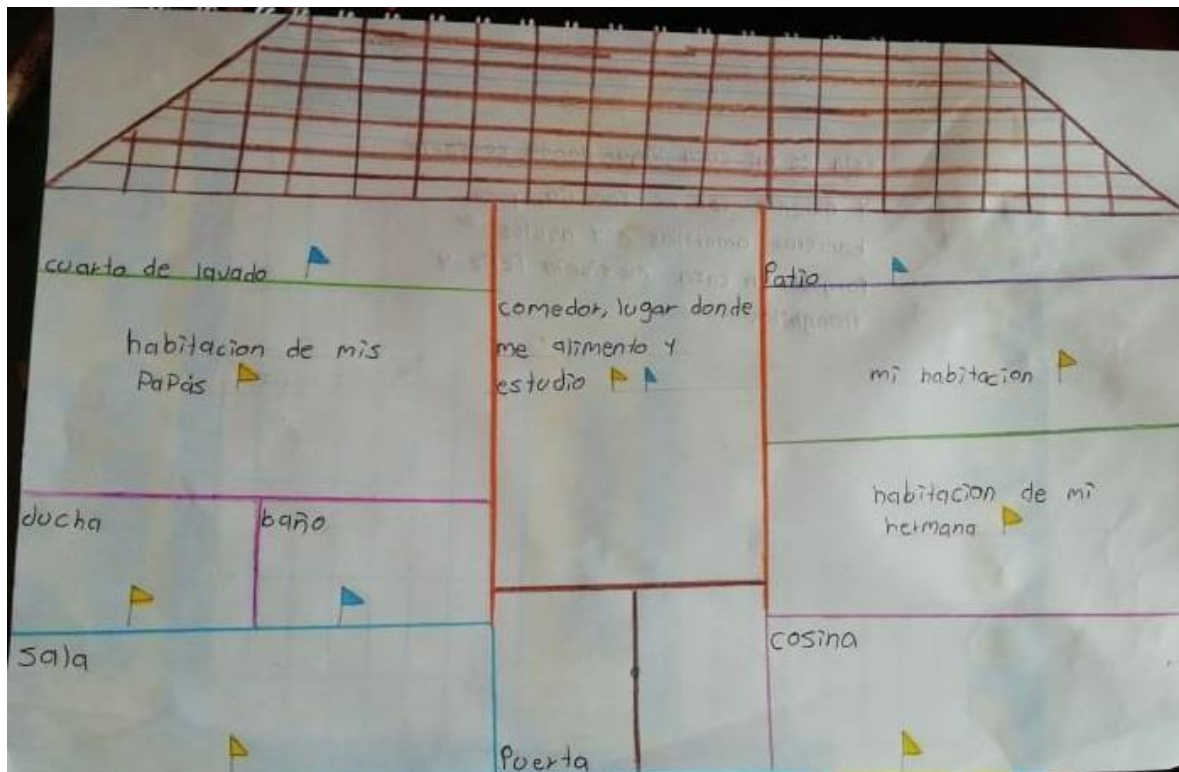 cuarto de lavado
habitacion de mis
PaPás
ducha
baño
sala
comedor, lugar donde
me alimento y
estudio
Puerta
Patio
mi habitacion
habitacion de mi
hermana
cosina